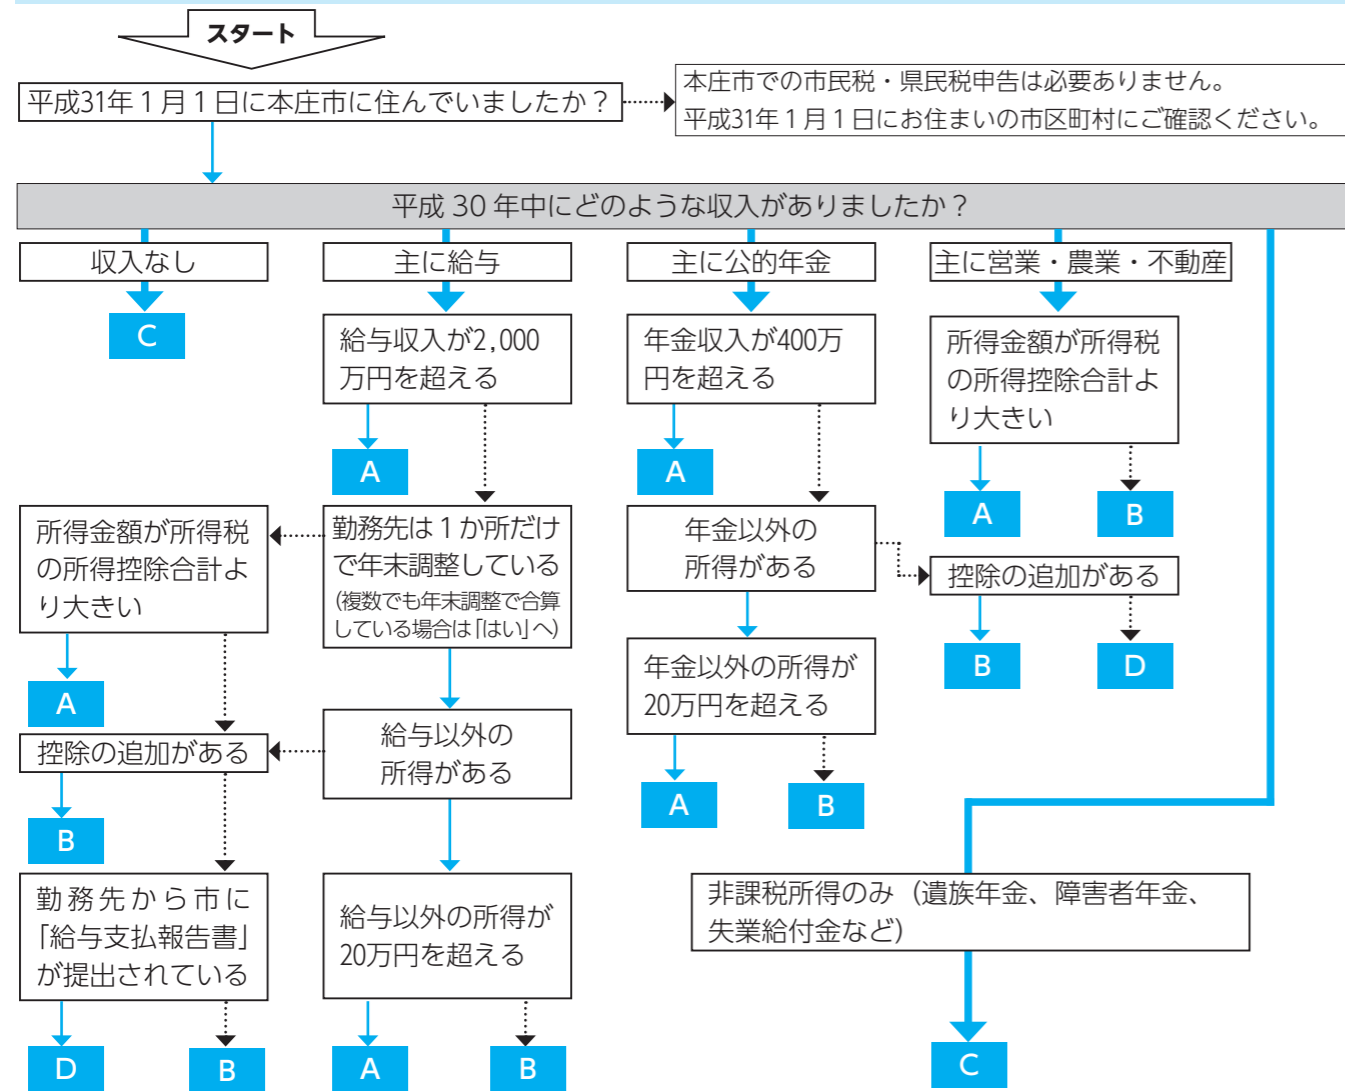 スタート
平成31年1月1日に本庄市に住んでいましたか？
本庄市での市民税・県民税申告は必要ありません。
平成31年1月1日にお住まいの市区町村にご確認ください。
平成 30 年中にどのような収入がありましたか？
収入なし
C
主に給与
給与収入が2,000
万円を超える
A
勤務先は1か所だけ
で年末調整している
(複数でも年末調整で合算
している場合は「はい」へ)
所得金額が所得税
の所得控除合計よ
り大きい
A
控除の追加がある
B
勤務先から市に
「給与支払報告書」
が提出されている
D
B
給与以外の
所得がある
給与以外の所得が
20万円を超える
A
B
主に公的年金
年金収入が400万
円を超える
A
年金以外の
所得がある
年金以外の所得が
20万円を超える
A
B
控除の追加がある
B
D
主に営業・農業・不動産
所得金額が所得税
の所得控除合計よ
り大きい
A
B
非課税所得のみ（遺族年金、障害者年金、
失業給付金など）
C